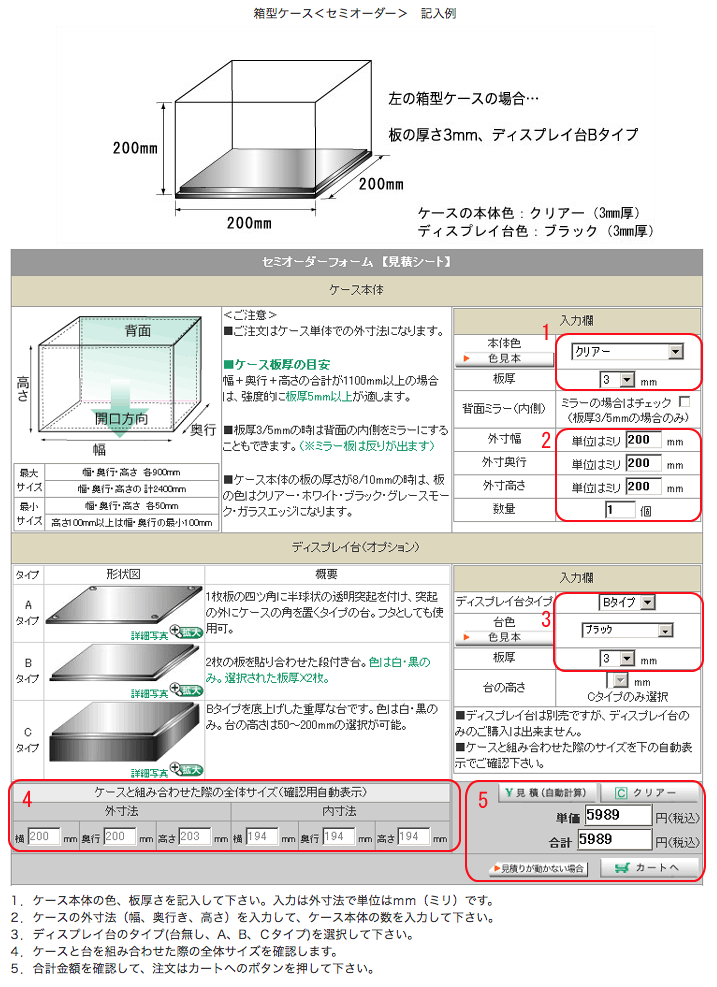 箱型ケース＜セミオーダー＞　記入例
左の箱型ケースの場合…
板の厚さ3mm、ディスプレイ台Bタイプ
200mm
200mm
200mm
ケースの本体色：クリアー（3mm厚）
ディスプレイ台色：ブラック（3mm厚）
セミオーダーフォーム 【見積シート】
ケース本体
背面
高さ
開口方向
奥行
幅
最大サイズ
幅・奥行・高さ 各900mm
幅・奥行・高さの 計2400mm
最小サイズ
幅・奥行・高さ 各50mm
高さ100mm以上は幅・奥行の最小100mm
＜ご注意＞
■ご注文はケース単体での外寸法になります。
■ケース板厚の目安
幅＋奥行＋高さの合計が1100mm以上の場合
は、強度的に板厚5mm以上が適します。
■板厚3/5mmの時は背面の内側をミラーにする
こともできます。（※ミラー板は反りが出ます）
■ケース本体の板の厚さが8/10mmの時は、板
の色はクリアー・ホワイト・ブラック・グレースモー
ク・ガラスエッジになります。
入力欄
1
本体色
色見本
クリアー
板厚
3 mm
背面ミラー（内側）
ミラーの場合はチェック
（板厚3/5mmの場合のみ）
2
外寸幅
単位はミリ 200 mm
外寸奥行
単位はミリ 200 mm
外寸高さ
単位はミリ 200 mm
数量
1 個
ディスプレイ台（オプション）
タイプ 形状図 概要
A
タイプ
詳細写真 拡大
1枚板の四ツ角に半球状の透明突起を付け、突起
の外にケースの角を置くタイプの台。フタとしても使
用可。
B
タイプ
詳細写真 拡大
2枚の板を貼り合わせた段付き台。色は白・黒の
み。選択された板厚×2枚。
C
タイプ
詳細写真 拡大
Bタイプを底上げした重厚な台です。色は白・黒の
み。台の高さは50～200mmの選択が可能。
入力欄
ディスプレイ台タイプ
Bタイプ
3
台色
色見本
ブラック
板厚
3 mm
台の高さ
mm
Cタイプのみ選択
■ディスプレイ台は別売ですが、ディスプレイ台の
みのご購入は出来ません。
■ケースと組み合わせた際のサイズを下の自動表
示でご確認下さい。
4
ケースと組み合わせた際の全体サイズ（確認用自動表示）
外寸法 内寸法
横 200 mm 奥行 200 mm 高さ 203 mm 横 194 mm 奥行 194 mm 高さ 194 mm
5
￥見 積（自動計算） C クリアー
単価 5989 円（税込）
合計 5989 円（税込）
見積りが動かない場合 カートへ
1．ケース本体の色、板厚さを記入して下さい。入力は外寸法で単位はmm（ミリ）です。
2．ケースの外寸法（幅、奥行き、高さ）を入力して、ケース本体の数を入力して下さい。
3．ディスプレイ台のタイプ(台無し、A、B、Cタイプ)を選択して下さい。
4．ケースと台を組み合わせた際の全体サイズを確認します。
5．合計金額を確認して、注文はカートへのボタンを押して下さい。